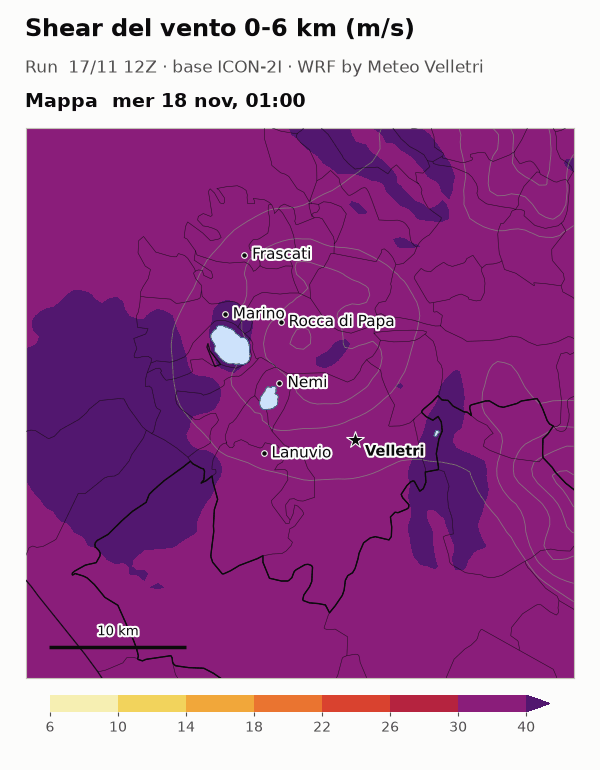 Shear del vento 0-6 km (m/s)
Run  17/11 12Z · base ICON-2I · WRF by Meteo Velletri
Mappa  mer 18 nov, 01:00
Frascati
Marino
Rocca di Papa
Nemi
Velletri
Lanuvio
10 km
6 10 14 18 22 26 30 40